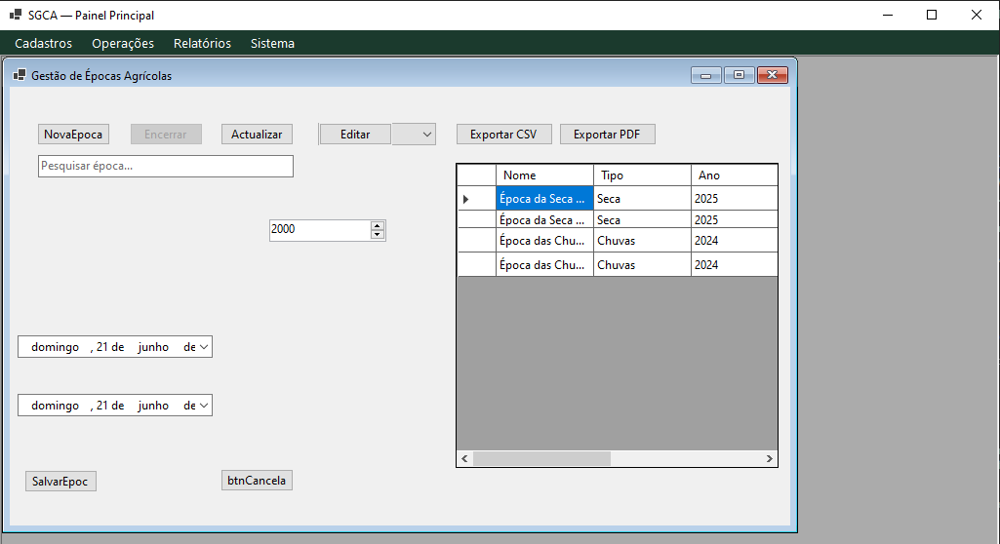 SGCA — Painel Principal
Cadastros Operações Relatórios Sistema
Gestão de Épocas Agrícolas
NovaEpoca Encerrar Actualizar Editar Exportar CSV Exportar PDF
Pesquisar época...
Nome Tipo Ano
Época da Seca ... Seca 2025
Época da Seca ... Seca 2025
Época das Chu... Chuvas 2024
Época das Chu... Chuvas 2024
2000
domingo , 21 de junho de
domingo , 21 de junho de
SalvarEpoc btnCancela